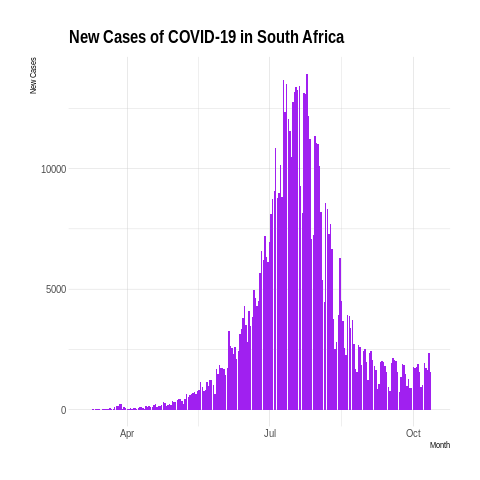 New Cases of COVID-19 in South Africa
New Cases
10000
5000
0
Apr
Jul
Oct
Month